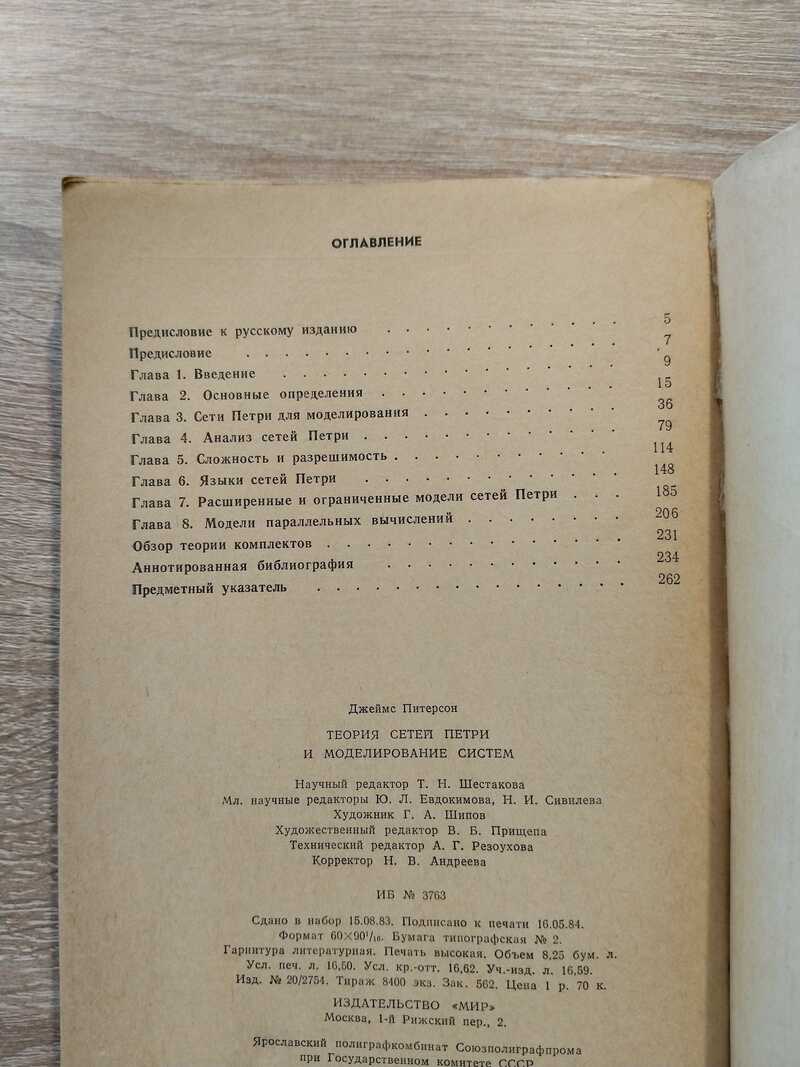 ОГЛАВЛЕНИЕ
Предисловие к русскому изданию . . . . . . . . . . . . 5
Предисловие . . . . . . . . . . . . . . . . 7
Глава 1. Введение . . . . . . . . . . . . . . 9
Глава 2. Основные определения . . . . . . . . . . 15
Глава 3. Сети Петри для моделирования . . . . . . . . 36
Глава 4. Анализ сетей Петри . . . . . . . . . . . 79
Глава 5. Сложность и разрешимость . . . . . . . . . 114
Глава 6. Языки сетей Петри . . . . . . . . . . . 148
Глава 7. Расширенные и ограниченные модели сетей Петри . . . 185
Глава 8. Модели параллельных вычислений . . . . . . . 206
Обзор теории комплектов . . . . . . . . . . . . 231
Аннотированная библиография . . . . . . . . . . 234
Предметный указатель . . . . . . . . . . . . . 262
Джеймс Питерсон
ТЕОРИЯ СЕТЕЙ ПЕТРИ
И МОДЕЛИРОВАНИЕ СИСТЕМ
Научный редактор Т. Н. Шестакова
Мл. научные редакторы Ю. Л. Евдокимова, Н. И. Сивилева
Художник Г. А. Шипов
Художественный редактор В. Б. Прищепа
Технический редактор А. Г. Резоухова
Корректор Н. В. Андреева
ИБ № 3763
Сдано в набор 15.08.83. Подписано к печати 16.05.84.
Формат 60×90¹/₁₆. Бумага типографская № 2.
Гарнитура литературная. Печать высокая. Объем 8,25 бум. л.
Усл. печ. л. 16,50. Усл. кр.-отт. 16,62. Уч.-изд. л. 16,59.
Изд. № 20/2754. Тираж 8400 экз. Зак. 562. Цена 1 р. 70 к.
ИЗДАТЕЛЬСТВО «МИР»
Москва, 1-й Рижский пер., 2.
Ярославский полиграфкомбинат Союзполиграфпрома
при Государственном комитете СССР